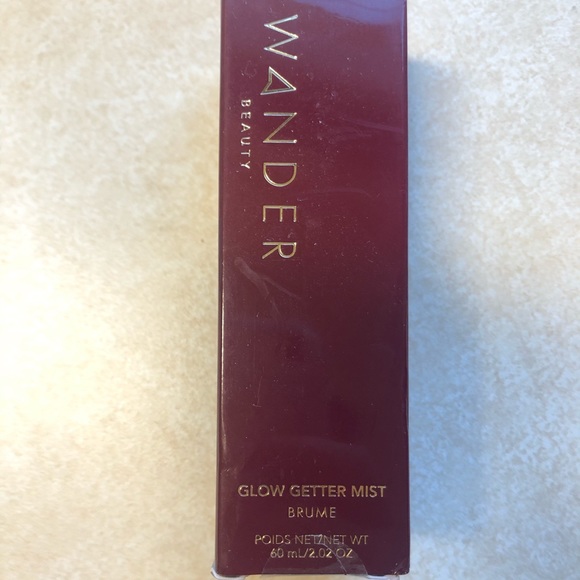 WANDER
BEAUTY
GLOW GETTER MIST
BRUME
POIDS NET/NET WT
60 mL/2.02 OZ